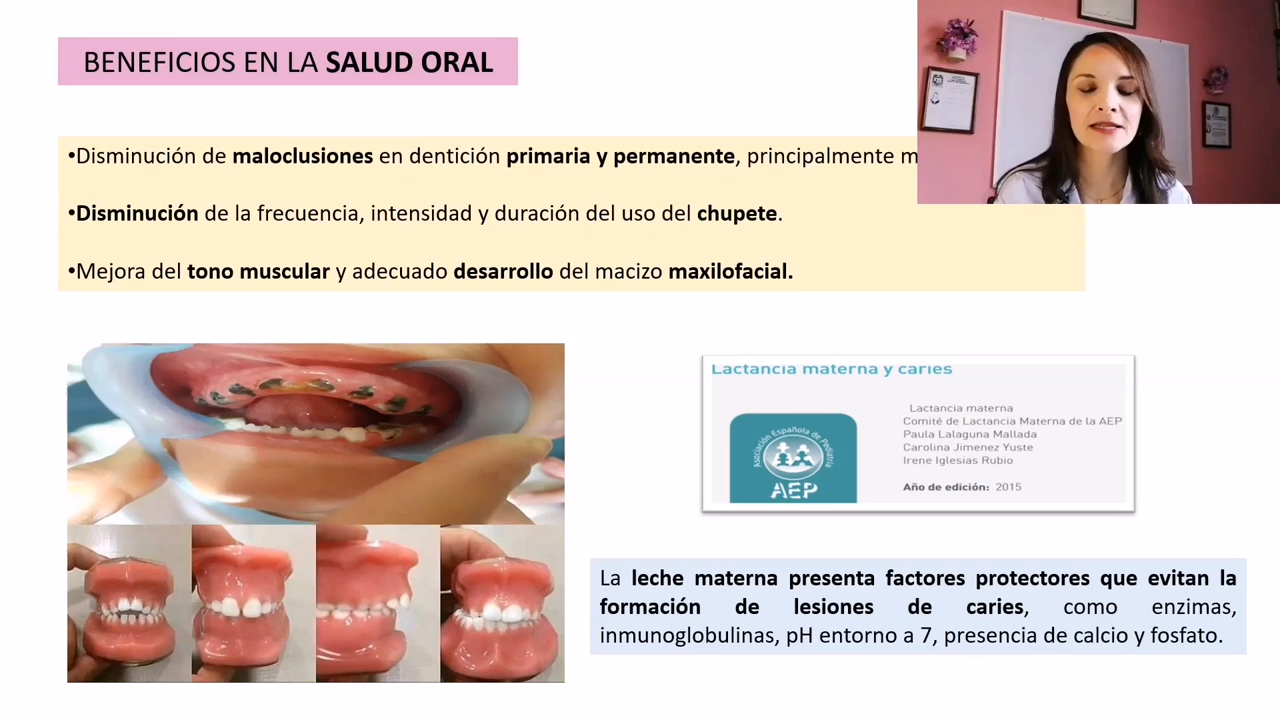 BENEFICIOS EN LA SALUD ORAL
•Disminución de maloclusiones en dentición primaria y permanente, principalmente
•Disminución de la frecuencia, intensidad y duración del uso del chupete.
•Mejora del tono muscular y adecuado desarrollo del macizo maxilofacial.
Lactancia materna y caries
Lactancia materna
Comité de Lactancia Materna de la AEP
Paula Lalaguna Mallada
Carolina Jimenez Yuste
Irene Iglesias Rubio
Año de edición: 2015
Asociación Española de Pediatría
AEP
La leche materna presenta factores protectores que evitan la
formación de lesiones de caries, como enzimas,
inmunoglobulinas, pH entorno a 7, presencia de calcio y fosfato.